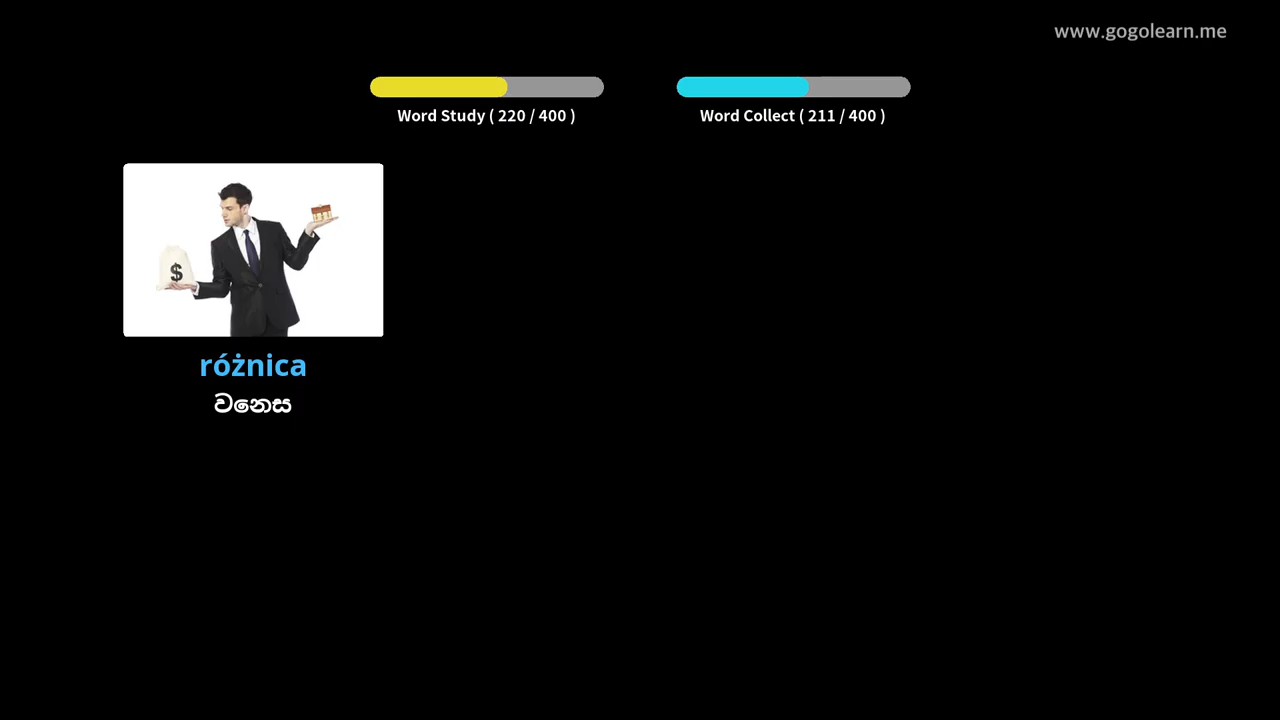 www.gogolearn.me
Word Study ( 220 / 400 )
Word Collect ( 211 / 400 )
$
różnica
වෙනස